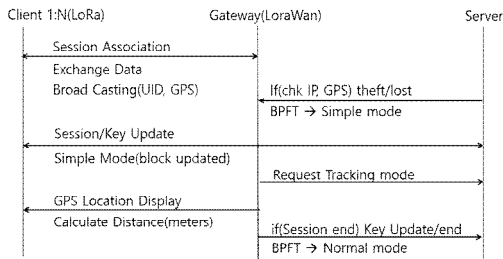 Client 1:N(LoRa) Gateway(LoraWan) Server
Session Association
Exchange Data
Broad Casting(UID, GPS)
If(chk IP, GPS) theft/lost
BPFT → Simple mode
Session/Key Update
Simple Mode(block updated)
Request Tracking mode
GPS Location Display
Calculate Distance(meters)
if(Session end) Key Update/end
BPFT → Normal mode